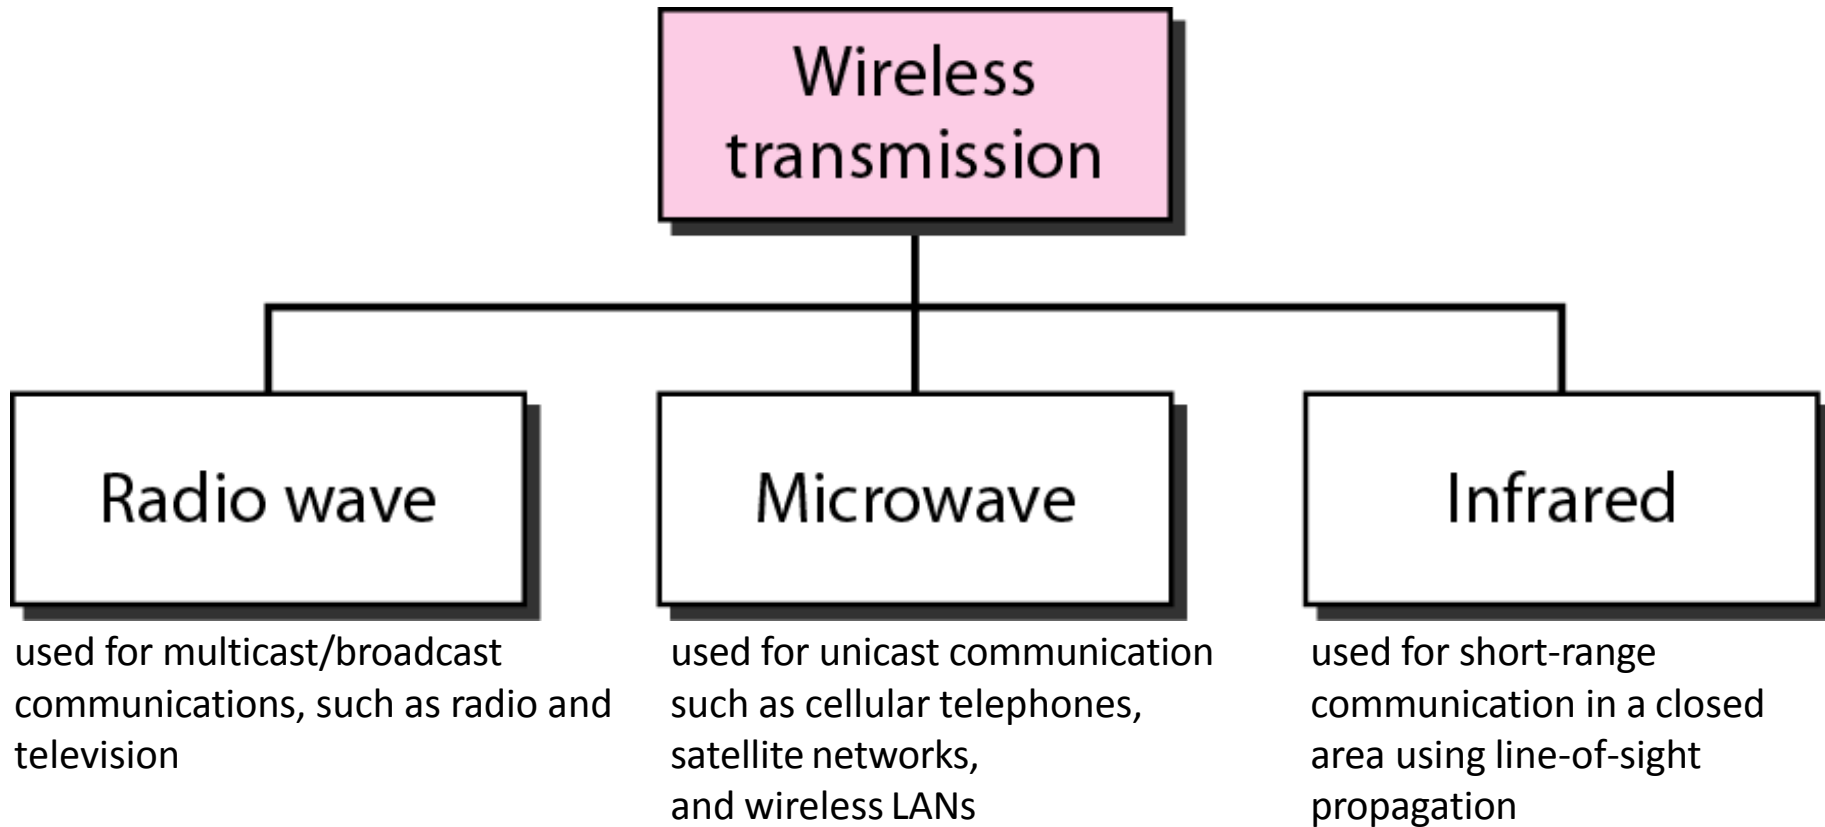 Wireless
transmission
Radio wave
Microwave
Infrared
used for multicast/broadcast
communications, such as radio and
television
used for unicast communication
such as cellular telephones,
satellite networks,
and wireless LANs
used for short-range
communication in a closed
area using line-of-sight
propagation